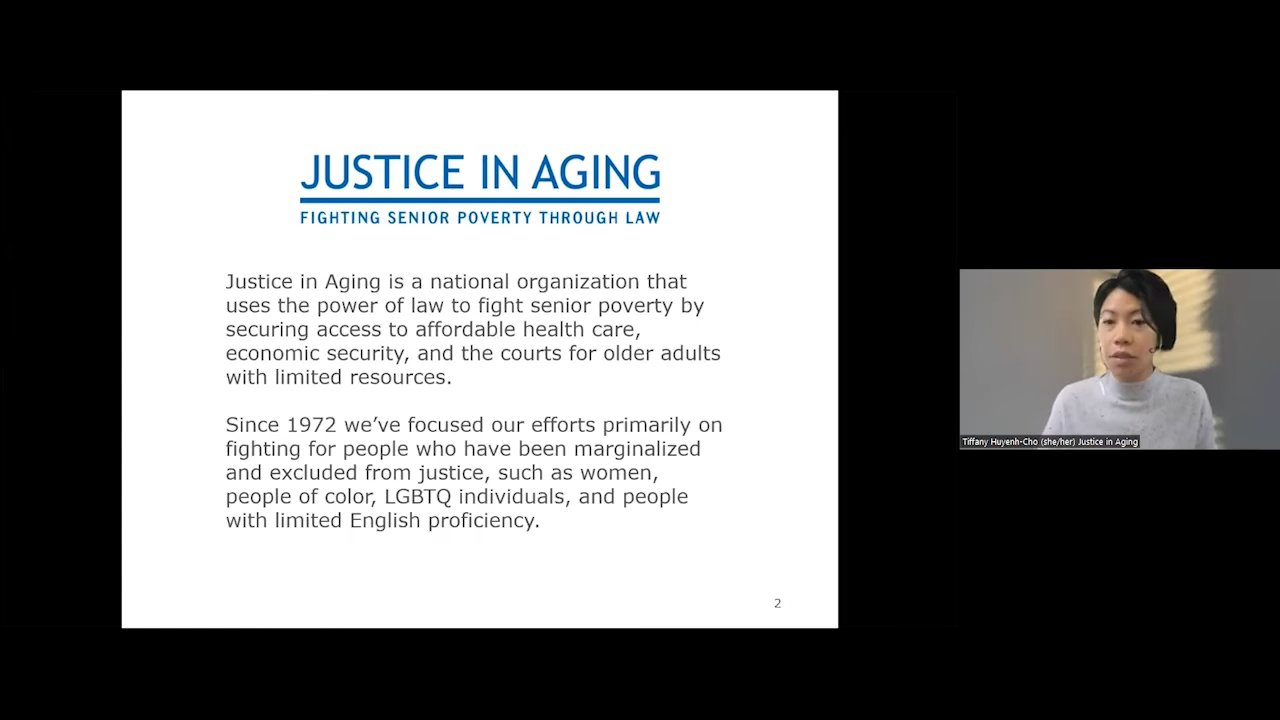 JUSTICE IN AGING
FIGHTING SENIOR POVERTY THROUGH LAW
Justice in Aging is a national organization that
uses the power of law to fight senior poverty by
securing access to affordable health care,
economic security, and the courts for older adults
with limited resources.
Since 1972 we’ve focused our efforts primarily on
fighting for people who have been marginalized
and excluded from justice, such as women,
people of color, LGBTQ individuals, and people
with limited English proficiency.
2
Tiffany Huyenh-Cho (she/her) Justice in Aging